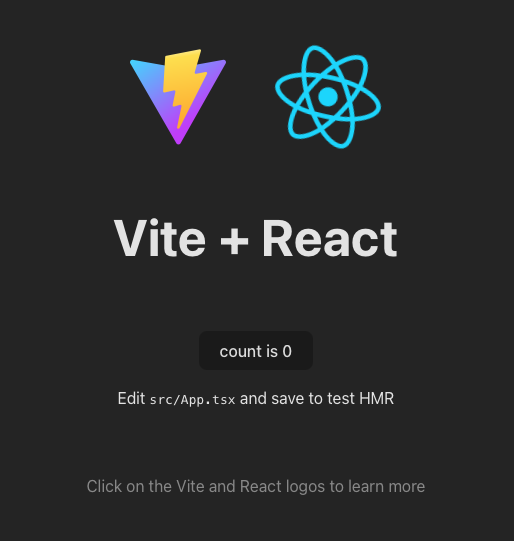 Vite + React
count is 0
Edit src/App.tsx and save to test HMR
Click on the Vite and React logos to learn more